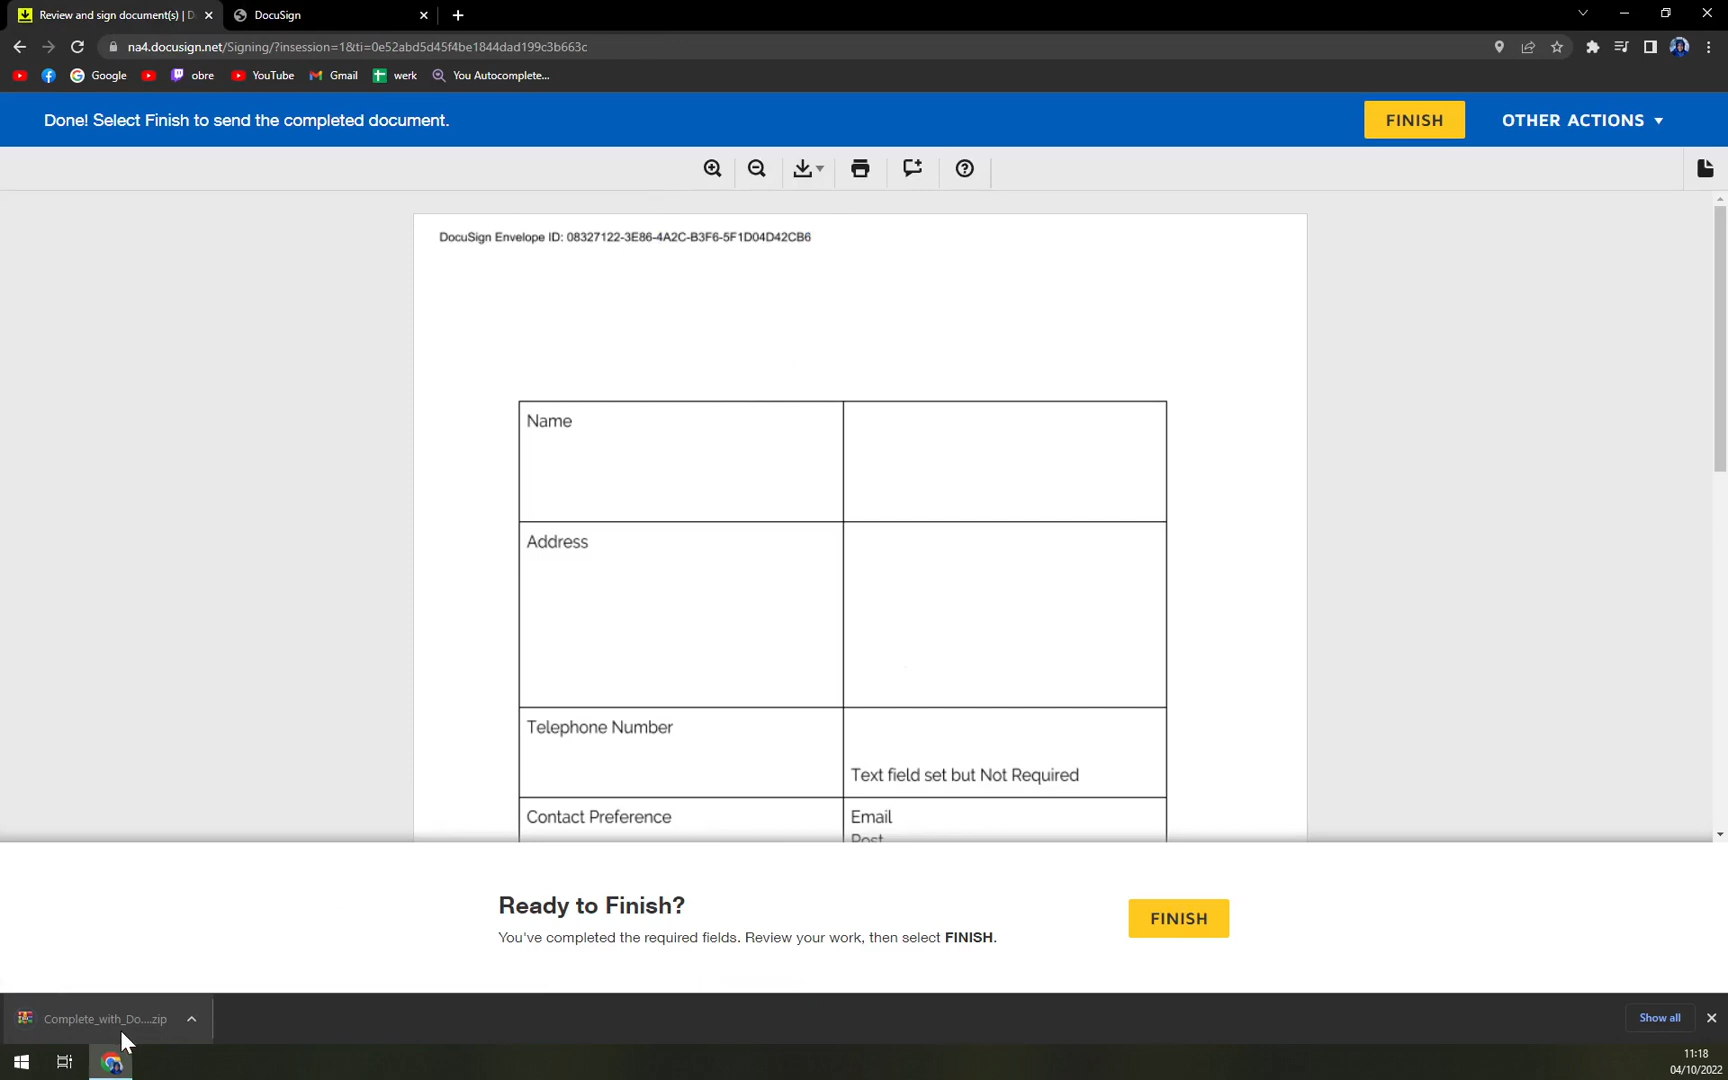 Review and sign document(s) | D
DocuSign
na4.docusign.net/Signing/?insession=1&ti=0e52abd5d45f4be1844dad199c3b663c
Google
obre
YouTube
Gmail
werk
You Autocomplete...
Done! Select Finish to send the completed document.
FINISH
OTHER ACTIONS
DocuSign Envelope ID: 08327122-3E86-4A2C-B3F6-5F1D04D42CB6
Name
Address
Telephone Number
Text field set but Not Required
Contact Preference
Email
Post
Ready to Finish?
You've completed the required fields. Review your work, then select FINISH.
FINISH
Complete_with_Do....zip
Show all
11:18
04/10/2022